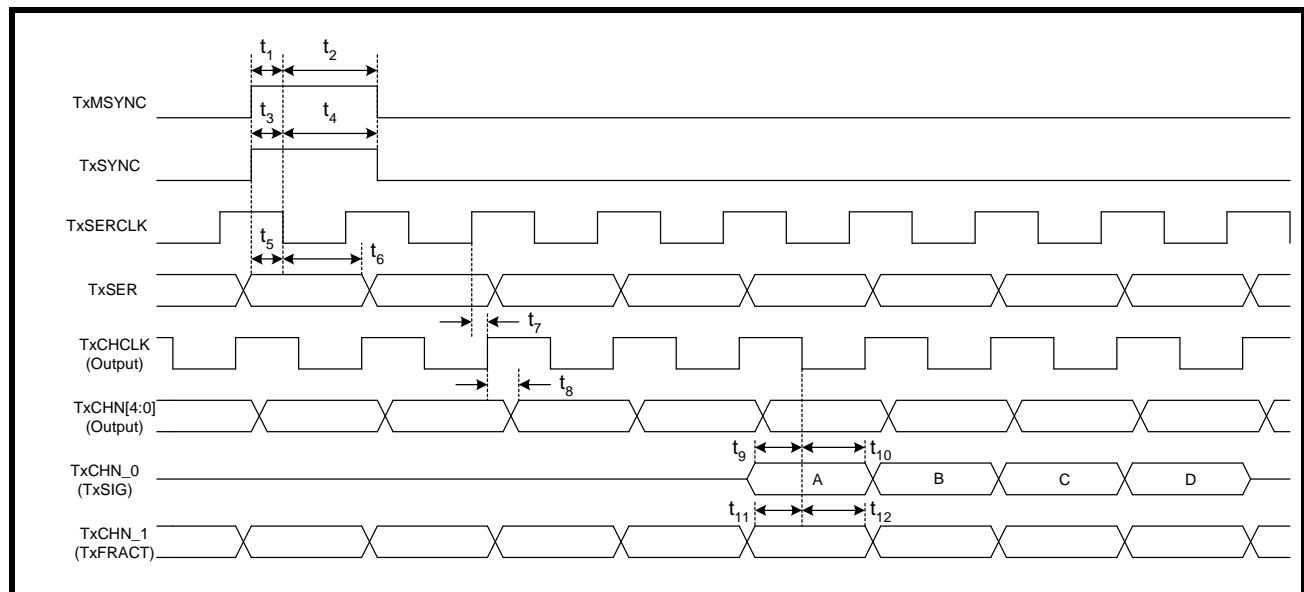 t1 t2
TxMSYNC
t3 t4
TxSYNC
TxSERCLK
t5 t6
TxSER
t7
TxCHCLK
(Output)
t8
TxCHN[4:0]
(Output)
t9 t10
TxCHN_0
(TxSIG)
A B C D
t11 t12
TxCHN_1
(TxFRACT)